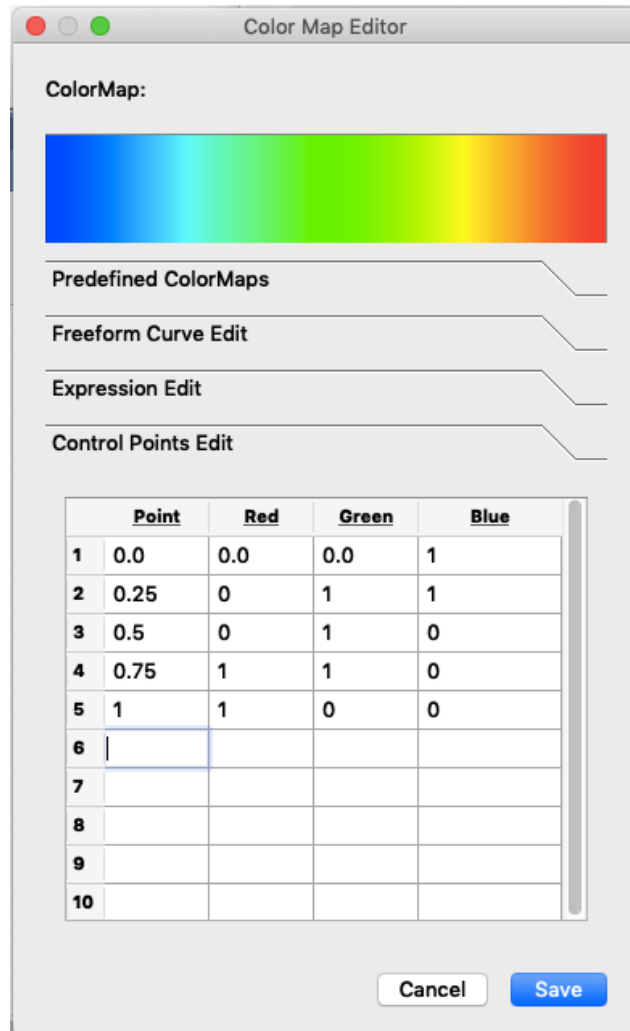 Color Map Editor
ColorMap:
Predefined ColorMaps
Freeform Curve Edit
Expression Edit
Control Points Edit
Point Red Green Blue
1 0.0 0.0 0.0 1
2 0.25 0 1 1
3 0.5 0 1 0
4 0.75 1 1 0
5 1 1 0 0
6
7
8
9
10
Cancel Save